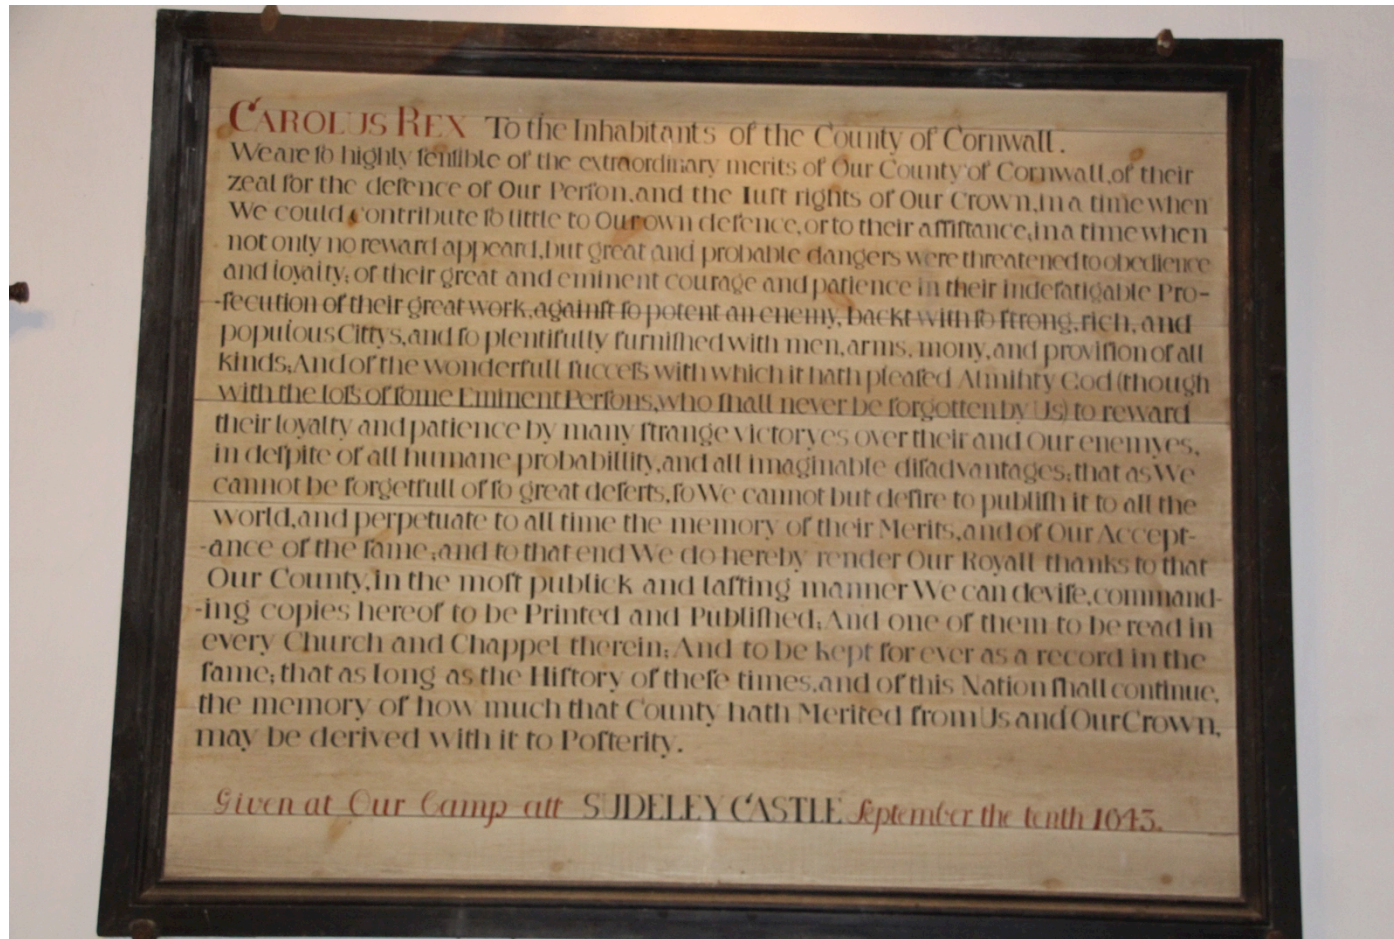 CAROLUS REX To the Inhabitants of the County of Cornwall.
We are ſo highly ſenſible of the extraordinary merits of Our County of Cornwall, of their
zeal for the defence of Our Perſon, and the Iuſt rights of Our Crown, in a time when
We could contribute ſo little to Our own defence, or to their aſſiſtance, in a time when
not only no reward appeard, but great and probable dangers were threatened to obedience
and loyalty; of their great and eminent courage and patience in their indefatigable Pro-
-ſecution of their great work, againſt ſo potent an enemy, backt with ſo ſtrong, rich, and
populous Cittys, and ſo plentifully furniſhed with men, arms, mony, and proviſion of all
kinds; And of the wonderfull ſucceſs with which it hath pleaſed Almihty God (though
with the loſs of ſome Eminent Perſons, who ſhall never be forgotten by Us) to reward
their loyalty and patience by many ſtrange victoryes over their and Our enemyes,
in deſpite of all humane probabillity, and all imaginable diſadvantages; that as We
cannot be forgetfull of ſo great deſerts, ſo We cannot but deſire to publiſh it to all the
world, and perpetuate to all time the memory of their Merits, and of Our Accept-
-ance of the ſame; and to that end We do hereby render Our Royall thanks to that
Our County, in the moſt publick and laſting manner We can deviſe, command-
-ing copies hereof to be Printed and Publiſhed; And one of them to be read in
every Church and Chappel therein; And to be kept for ever as a record in the
ſame; that as long as the Hiſtory of theſe times, and of this Nation ſhall continue,
the memory of how much that County hath Merited from Us and Our Crown,
may be derived with it to Poſterity.
Given at Our Camp att SUDELEY CASTLE September the tenth 1643.